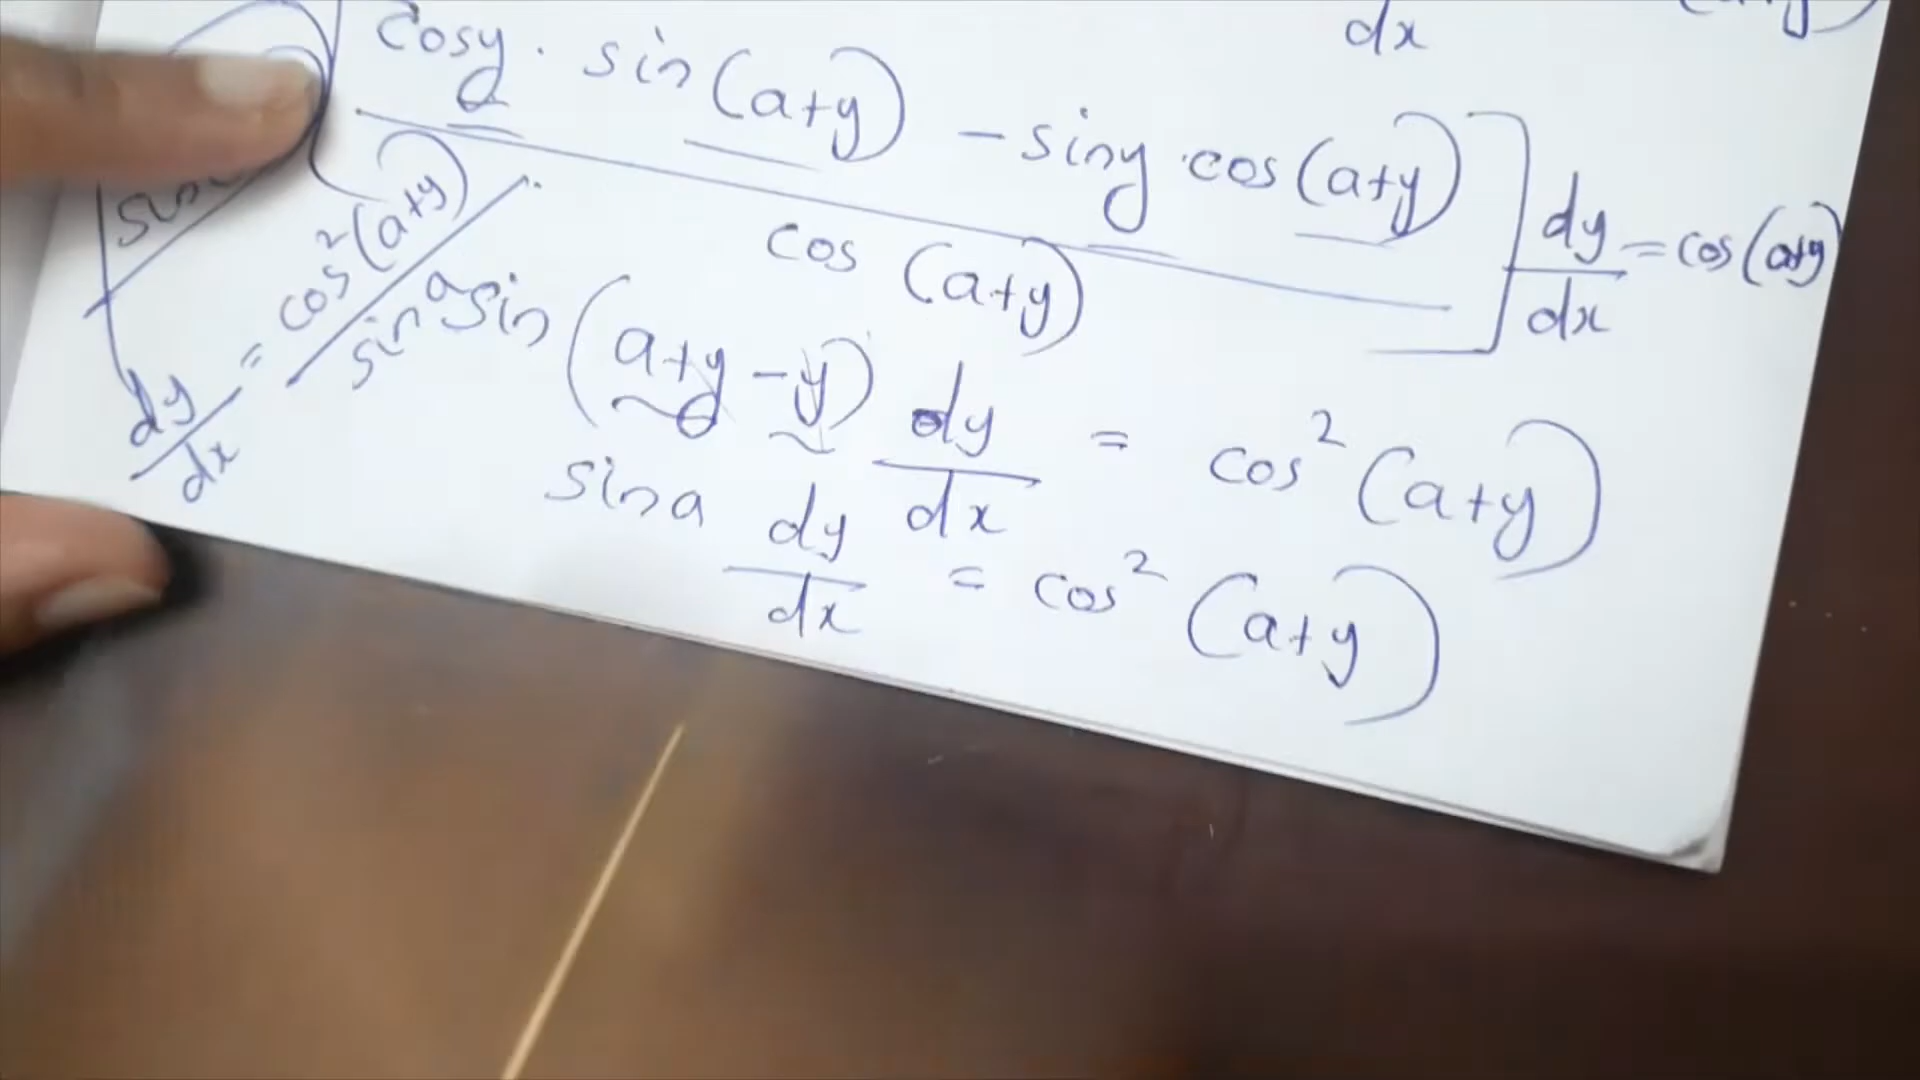 dx
cosy . sin(a+y) - siny . cos(a+y) ] dy/dx = cos(a+y)
cos(a+y)
sin(a+y-y) dy/dx = cos²(a+y)
sina dy/dx = cos²(a+y)
dy/dx = cos²(a+y)/sina